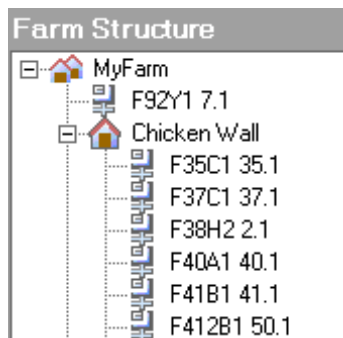 Farm Structure
MyFarm
F92Y1 7.1
Chicken Wall
F35C1 35.1
F37C1 37.1
F38H2 2.1
F40A1 40.1
F41B1 41.1
F412B1 50.1